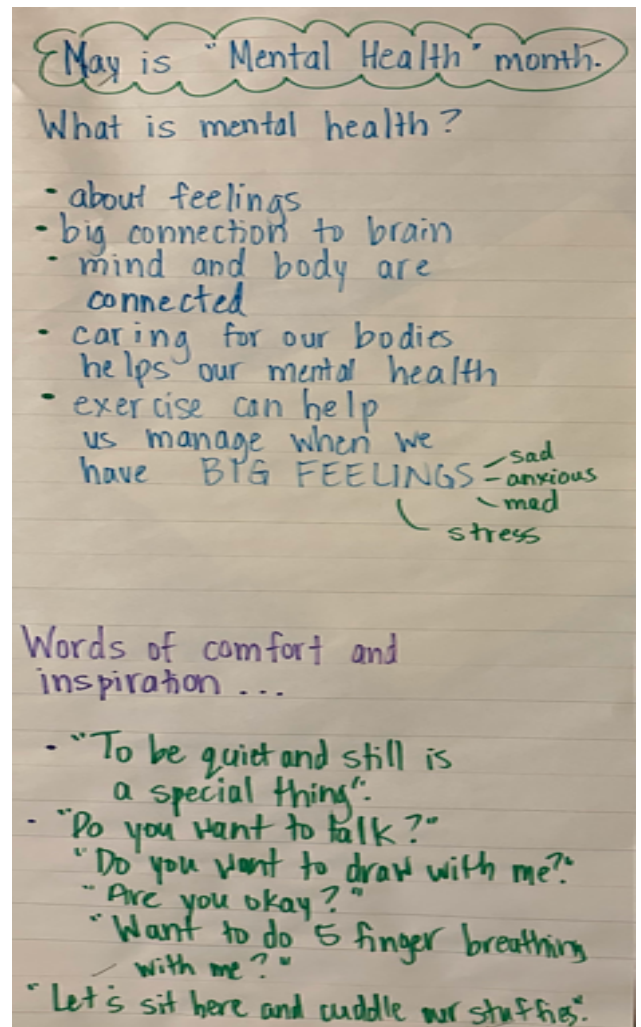 May is "Mental Health" month.
What is mental health?
• about feelings
• big connection to brain
• mind and body are
connected
• caring for our bodies
helps our mental health
• exercise can help
us manage when we
have BIG FEELINGS - sad
- anxious
- mad
stress
Words of comfort and
inspiration ...
• "To be quiet and still is
a special thing".
• "Do you want to talk?"
"Do you want to draw with me?"
"Are you okay?"
"Want to do 5 finger breathing
with me?"
"Let's sit here and cuddle our stuffies".